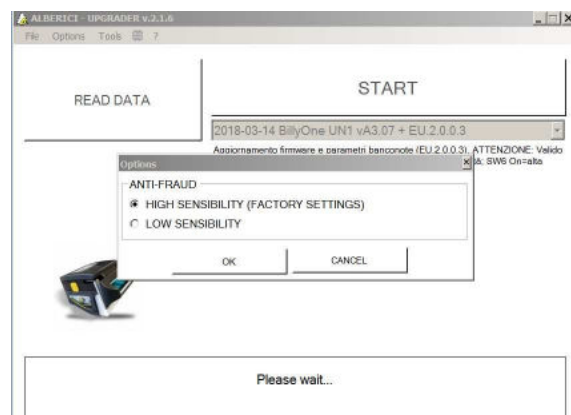 ALBERICI - UPGRADER v.2.1.6
File Options Tools ?
READ DATA
START
2018-03-14 BillyOne UN1 vA3.07 + EU.2.0.0.3
Aggiornamento firmware e parametri banconote (EU.2.0.0.3). ATTENZIONE: Valido
tà; SW6 On=alta
Options
ANTI-FRAUD
HIGH SENSIBILITY (FACTORY SETTINGS)
LOW SENSIBILITY
OK CANCEL
Please wait...